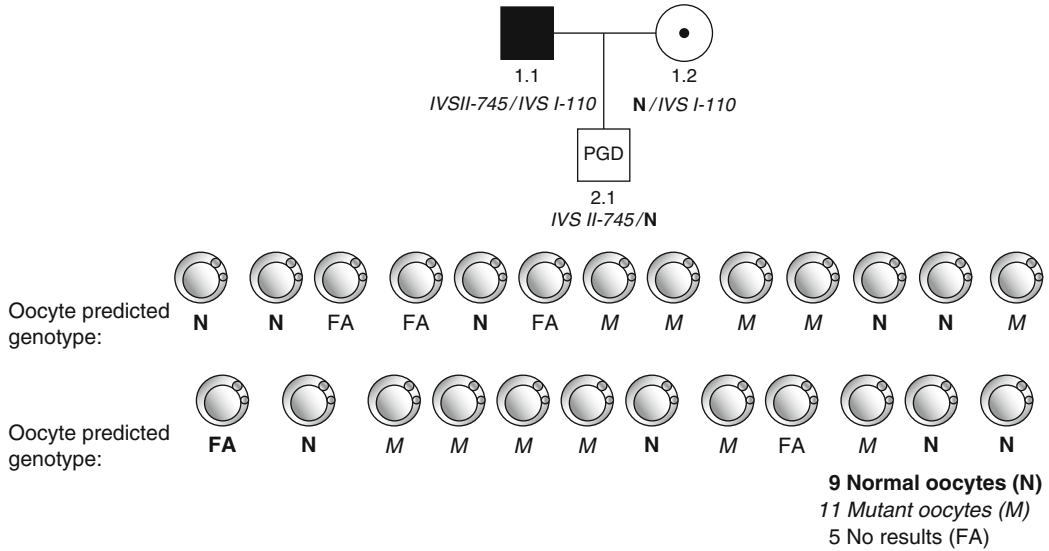 1.1 1.2
IVSII-745/IVS I-110 N/IVS I-110
PGD
2.1
IVS II-745/N
Oocyte predicted genotype:
N N FA FA N FA M M M M N N M
Oocyte predicted genotype:
FA N M M M M N M FA M N N
9 Normal oocytes (N)
11 Mutant oocytes (M)
5 No results (FA)